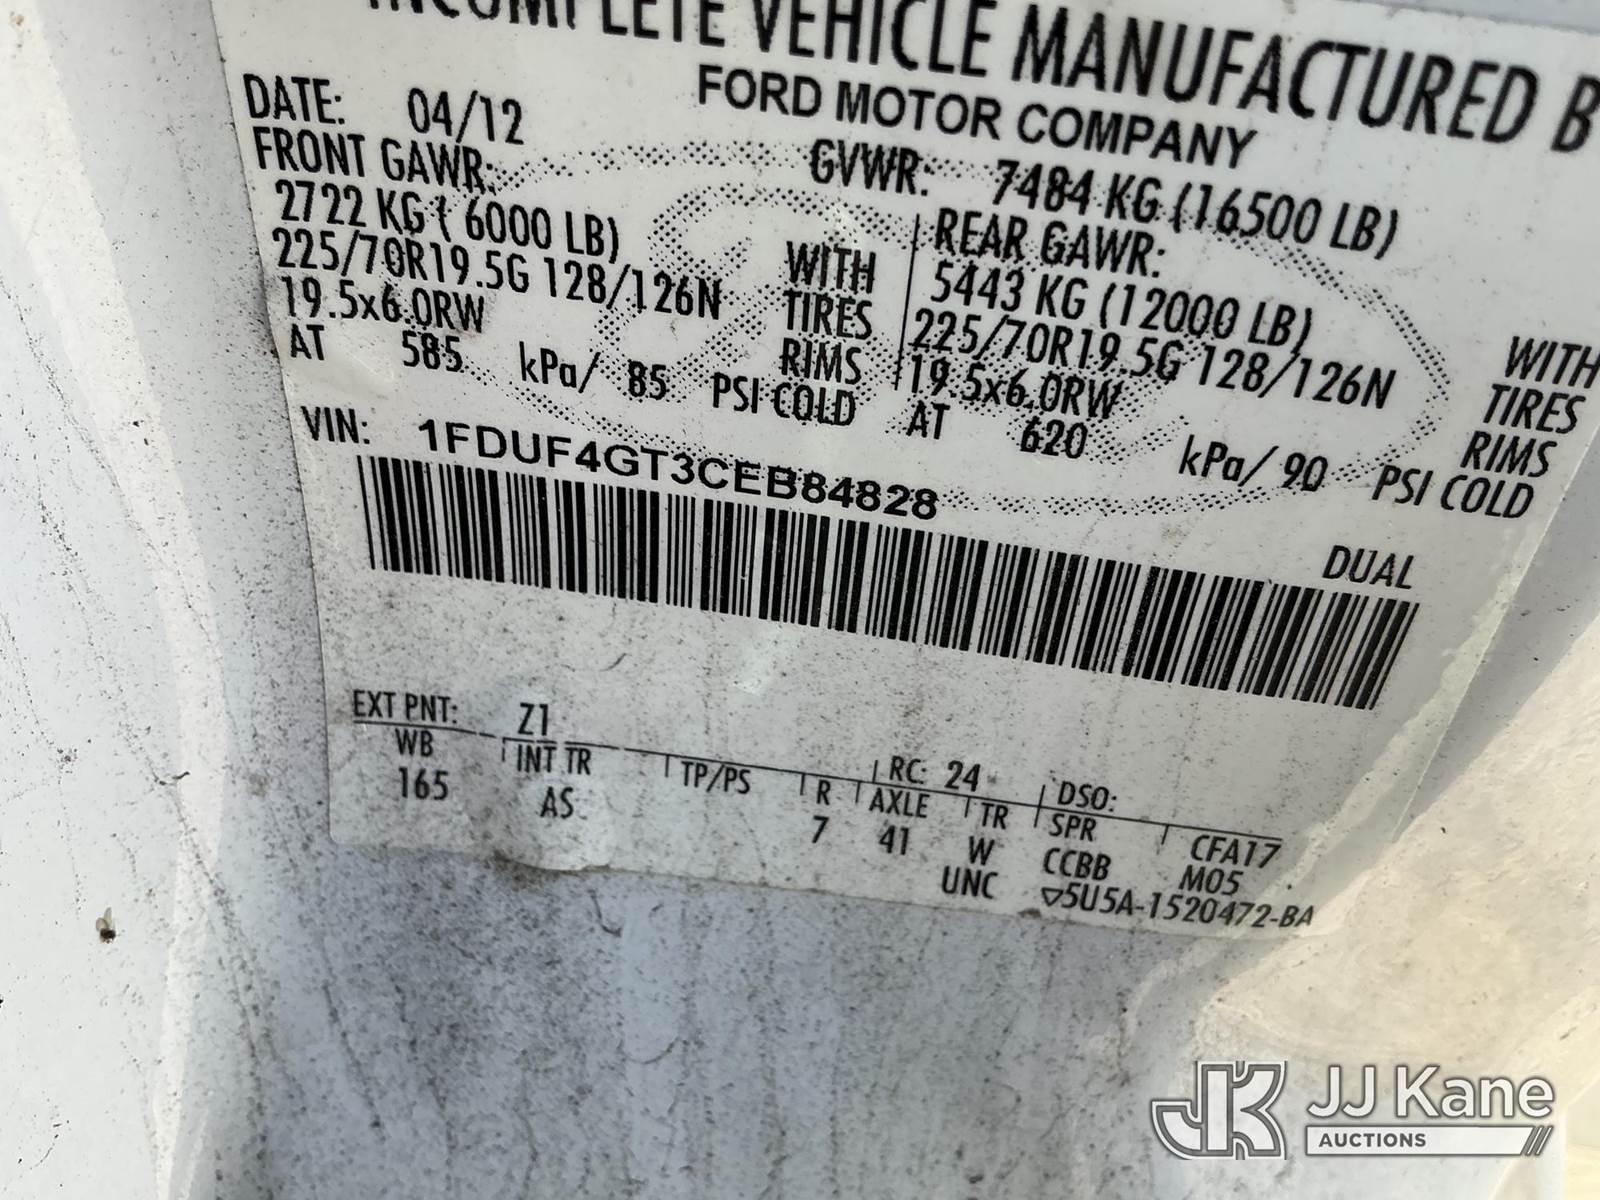 INCOMPLETE VEHICLE MANUFACTURED B
FORD MOTOR COMPANY
DATE: 04/12
GVWR: 7484 KG (16500 LB)
FRONT GAWR:
2722 KG ( 6000 LB)
225/70R19.5G 128/126N
19.5x6.0RW
AT 585 kPa/ 85 PSI COLD
WITH
TIRES
RIMS
REAR GAWR:
5443 KG (12000 LB)
225/70R19.5G 128/126N
19.5x6.0RW
AT 620 kPa/ 90 PSI COLD
WITH
TIRES
RIMS
DUAL
VIN: 1FDUF4GT3CEB84828
EXT PNT: Z1 RC: 24 DSO:
WB INT TR TP/PS R AXLE TR SPR CFA17
165 AS 7 41 W CCBB M05
UNC ▽5U5A-1520472-BA
JK JJ Kane
AUCTIONS